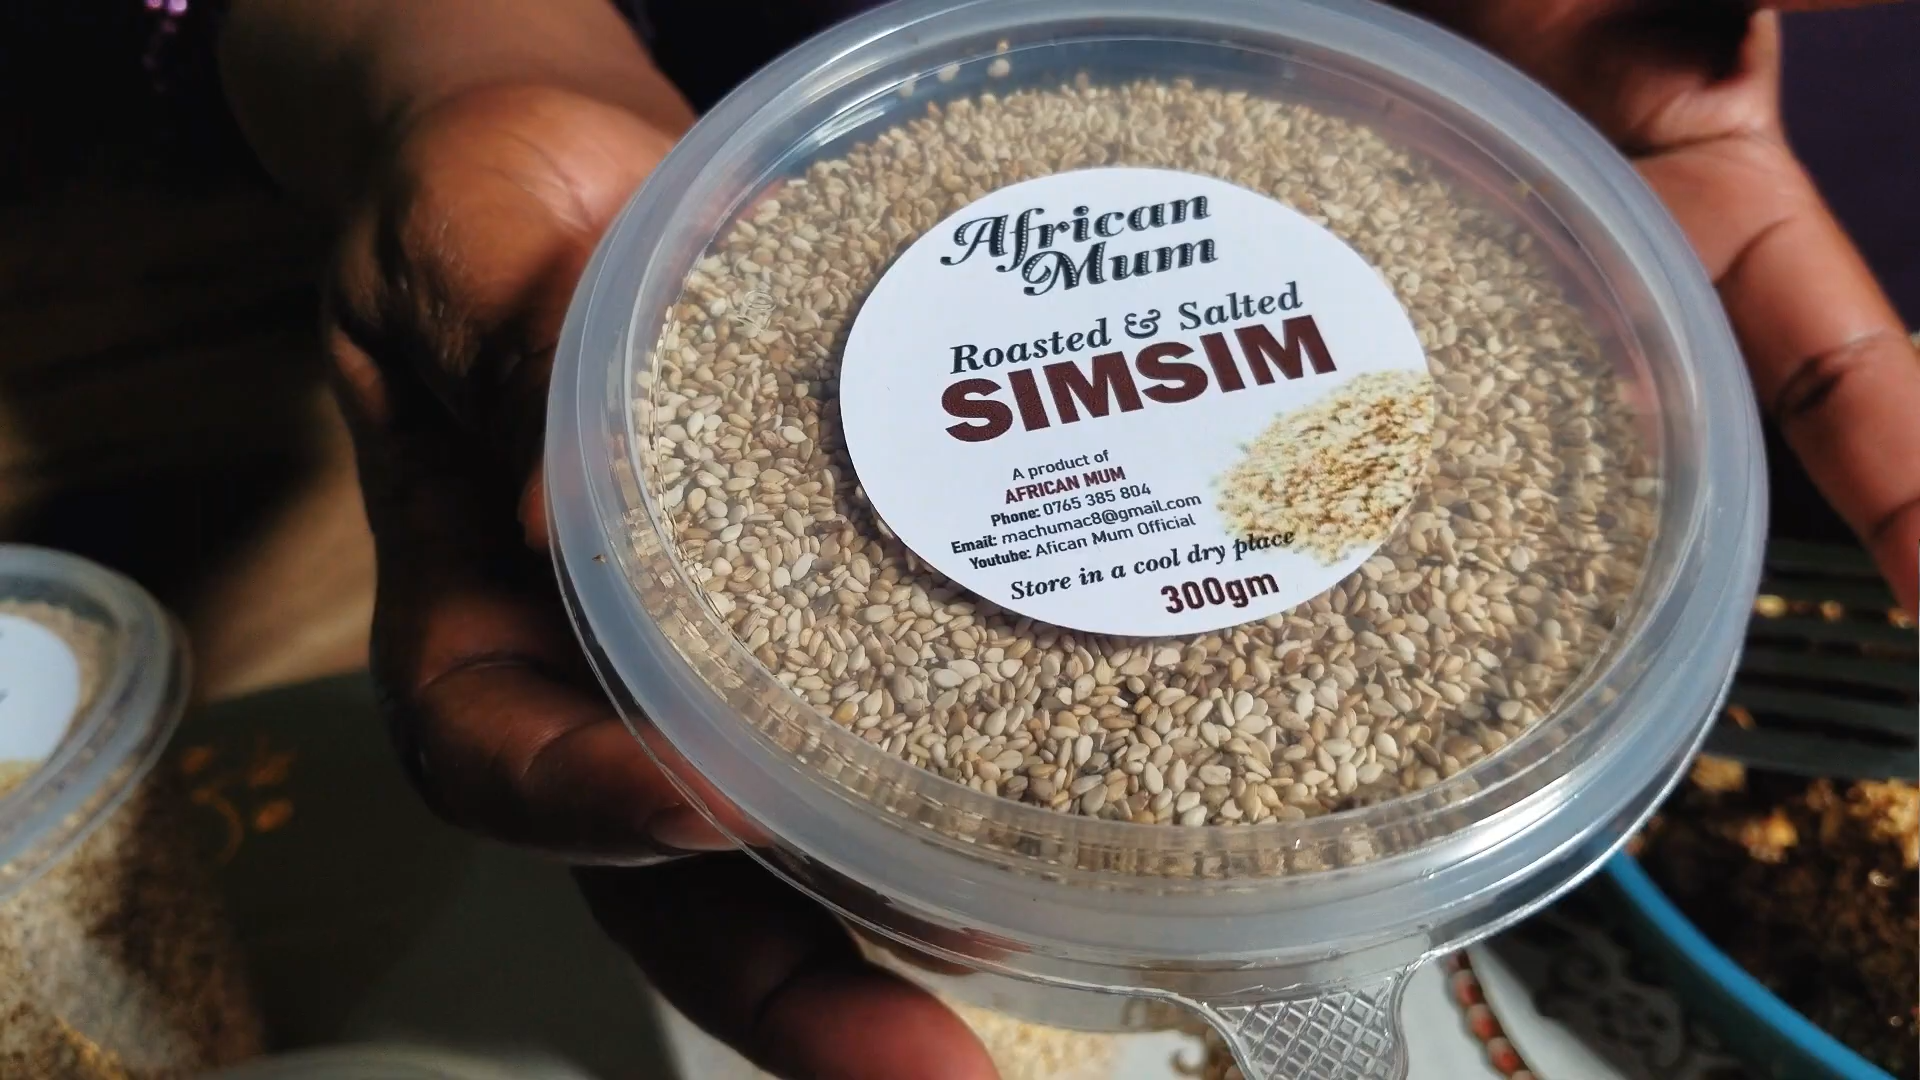 African
Mum
Roasted & Salted
SIMSIM
A product of
AFRICAN MUM
Phone: 0765 385 804
Email: machumac8@gmail.com
Youtube: Afican Mum Official
Store in a cool dry place
300gm